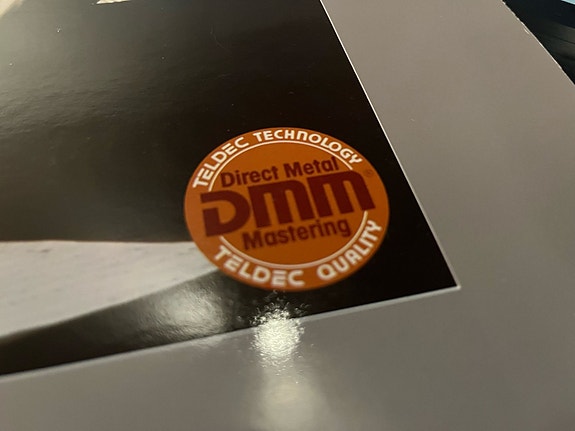 TELDEC TECHNOLOGY
Direct Metal
DMM®
Mastering
TELDEC QUALITY